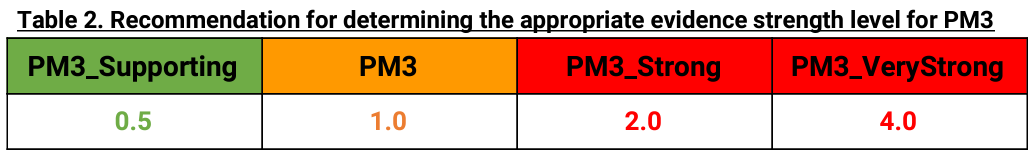 Table 2. Recommendation for determining the appropriate evidence strength level for PM3
PM3_Supporting PM3 PM3_Strong PM3_VeryStrong
0.5 1.0 2.0 4.0